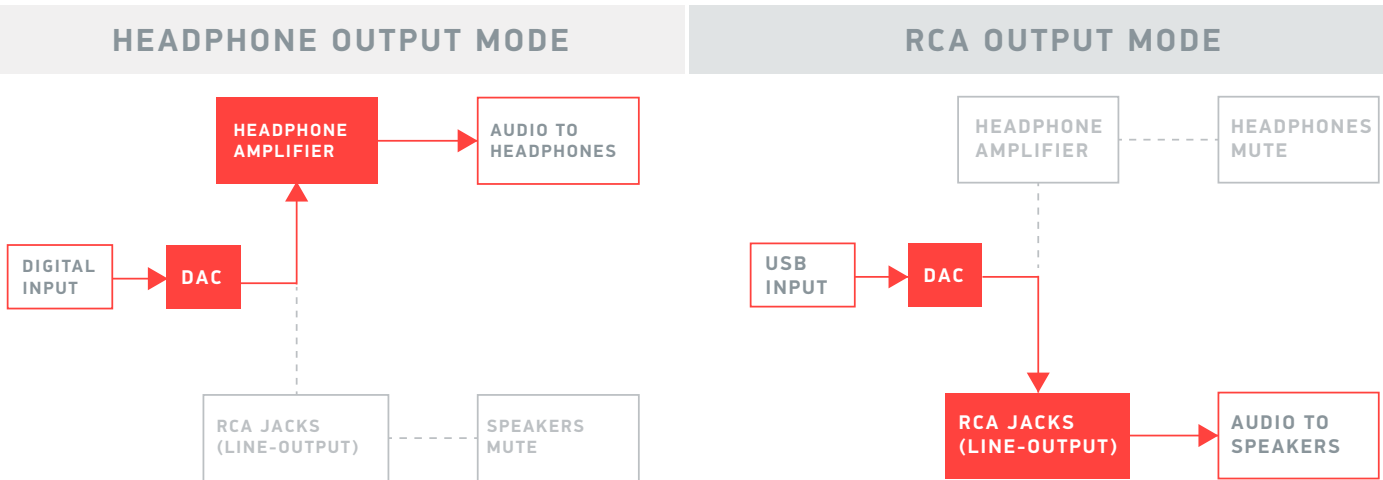 HEADPHONE OUTPUT MODE
HEADPHONE
AMPLIFIER
AUDIO TO
HEADPHONES
DIGITAL
INPUT
DAC
RCA JACKS
(LINE-OUTPUT)
SPEAKERS
MUTE
RCA OUTPUT MODE
HEADPHONE
AMPLIFIER
HEADPHONES
MUTE
USB
INPUT
DAC
RCA JACKS
(LINE-OUTPUT)
AUDIO TO
SPEAKERS